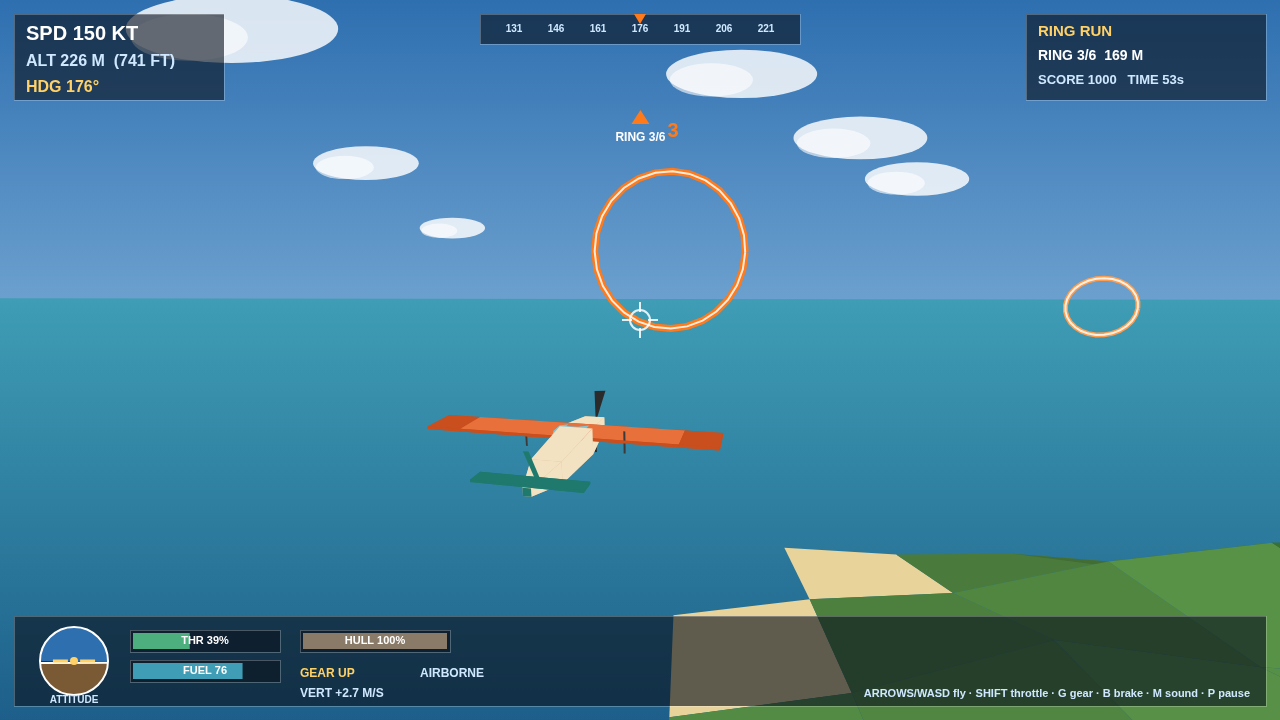 SPD 150 KT
ALT 226 M (741 FT)
HDG 176°
131 146 161 176 191 206 221
RING RUN
RING 3/6 169 M
SCORE 1000 TIME 53s
RING 3/6
3
THR 39%
FUEL 76
HULL 100%
GEAR UP AIRBORNE
VERT +2.7 M/S
ATTITUDE
ARROWS/WASD fly · SHIFT throttle · G gear · B brake · M sound · P pause